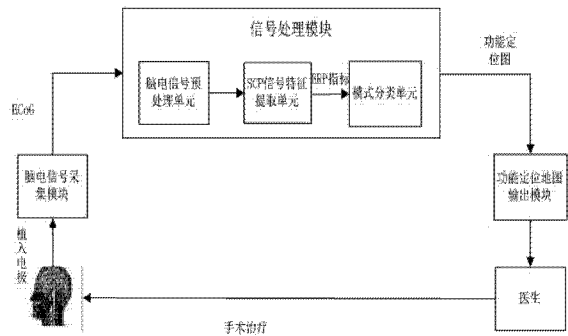 信号处理模块
脑电信号预
处理单元
SCP信号特征
提取单元
ERP指标
模式分类单元
功能定
位图
ECoG
脑电信号采
集模块
功能定位地图
输出模块
植入电极
医生
手术治疗